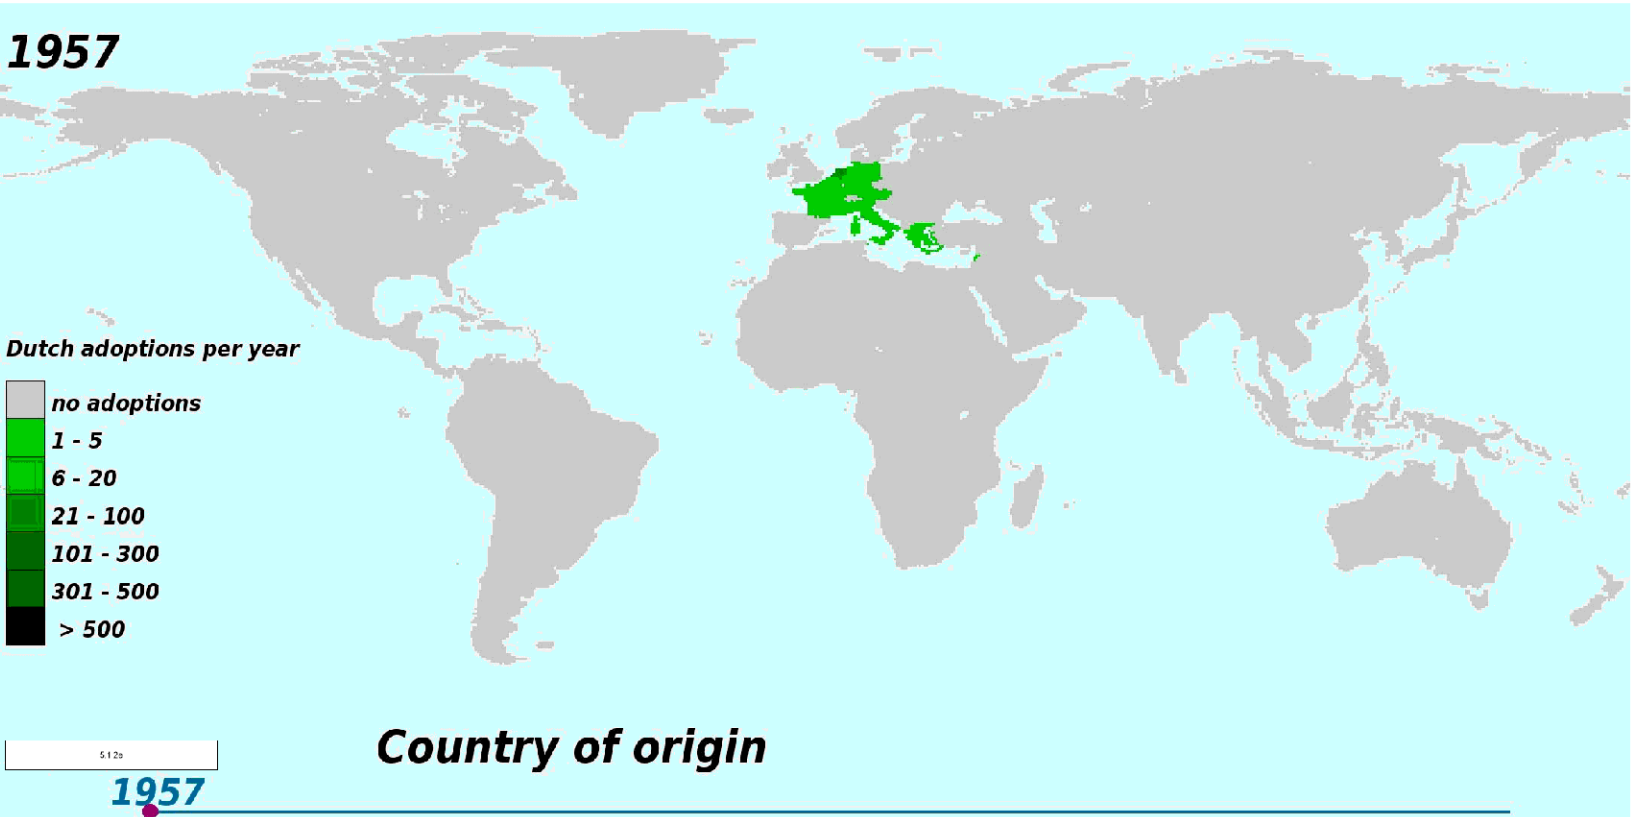 1957
Dutch adoptions per year
no adoptions
1 - 5
6 - 20
21 - 100
101 - 300
301 - 500
> 500
Country of origin
1957